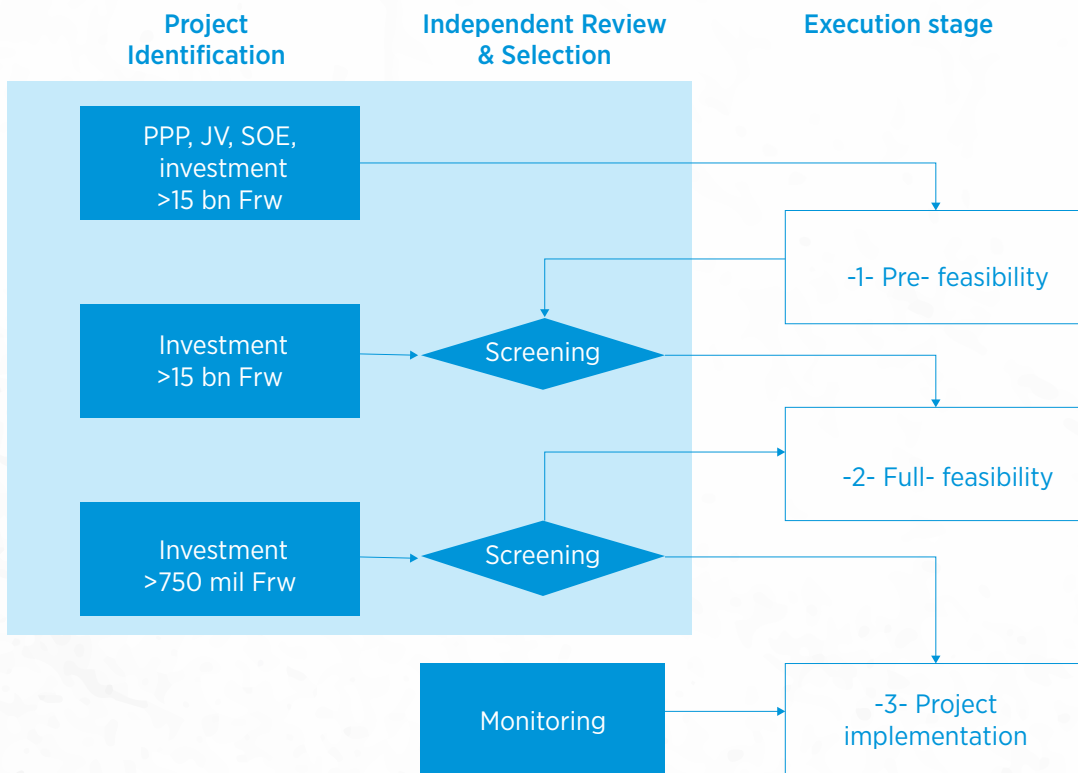 Project
Identification
Independent Review
& Selection
Execution stage
PPP, JV, SOE,
investment
>15 bn Frw
-1- Pre- feasibility
Investment
>15 bn Frw
Screening
-2- Full- feasibility
Investment
>750 mil Frw
Screening
Monitoring
-3- Project
implementation